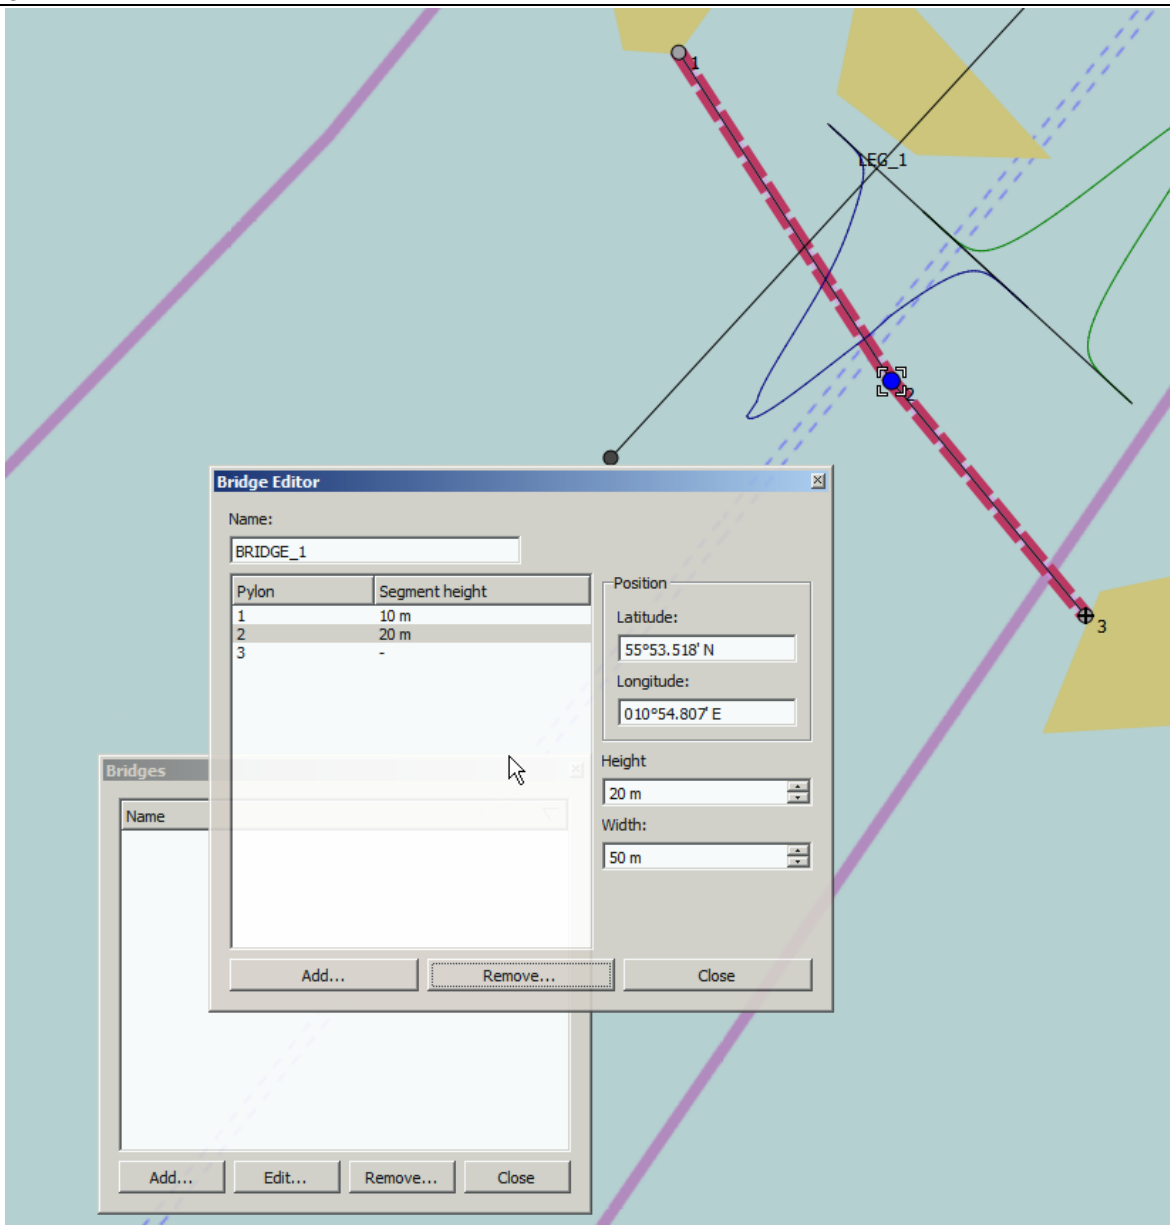 1
LEG_1
2
3
Bridge Editor
Name:
BRIDGE_1
Pylon Segment height
1 10 m
2 20 m
3 -
Position
Latitude:
55°53.518' N
Longitude:
010°54.807' E
Height
20 m
Width:
50 m
Add... Remove... Close
Bridges
Name
Add... Edit... Remove... Close